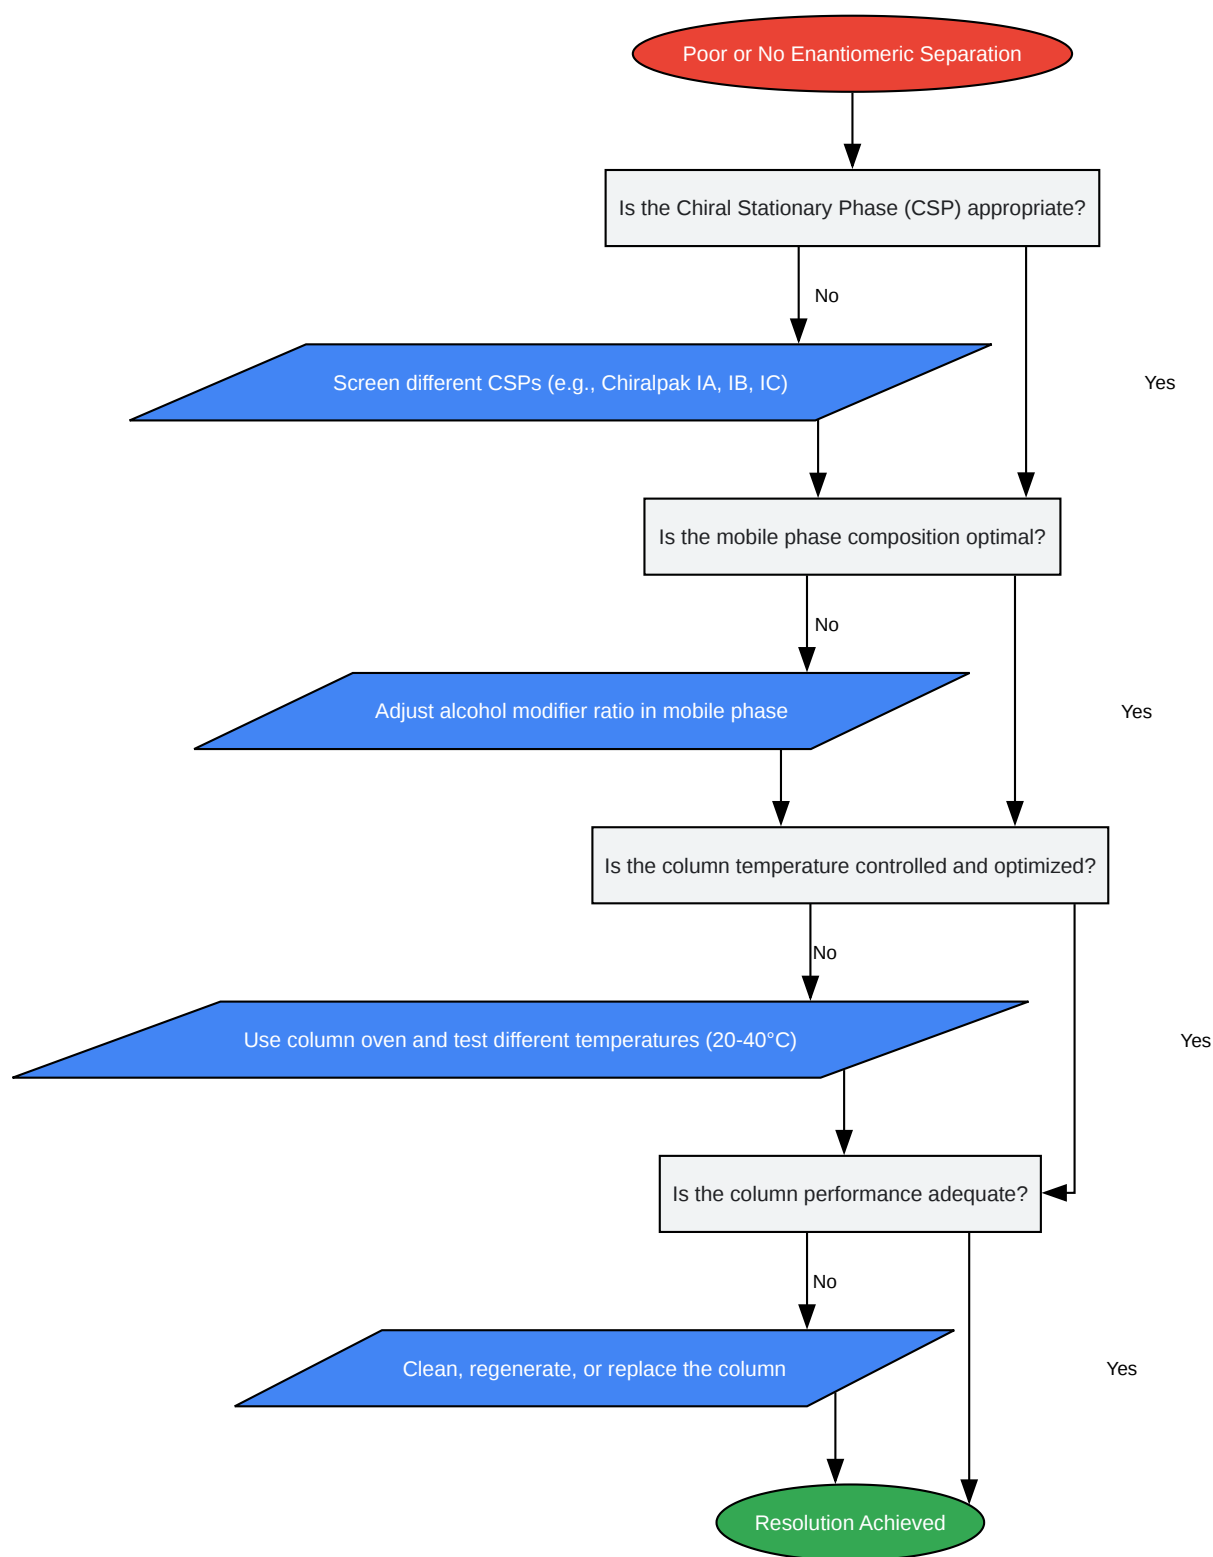 Poor or No Enantiomeric Separation
Is the Chiral Stationary Phase (CSP) appropriate?
No
Screen different CSPs (e.g., Chiralpak IA, IB, IC)
Yes
Is the mobile phase composition optimal?
No
Adjust alcohol modifier ratio in mobile phase
Yes
Is the column temperature controlled and optimized?
No
Use column oven and test different temperatures (20-40°C)
Yes
Is the column performance adequate?
No
Clean, regenerate, or replace the column
Yes
Resolution Achieved